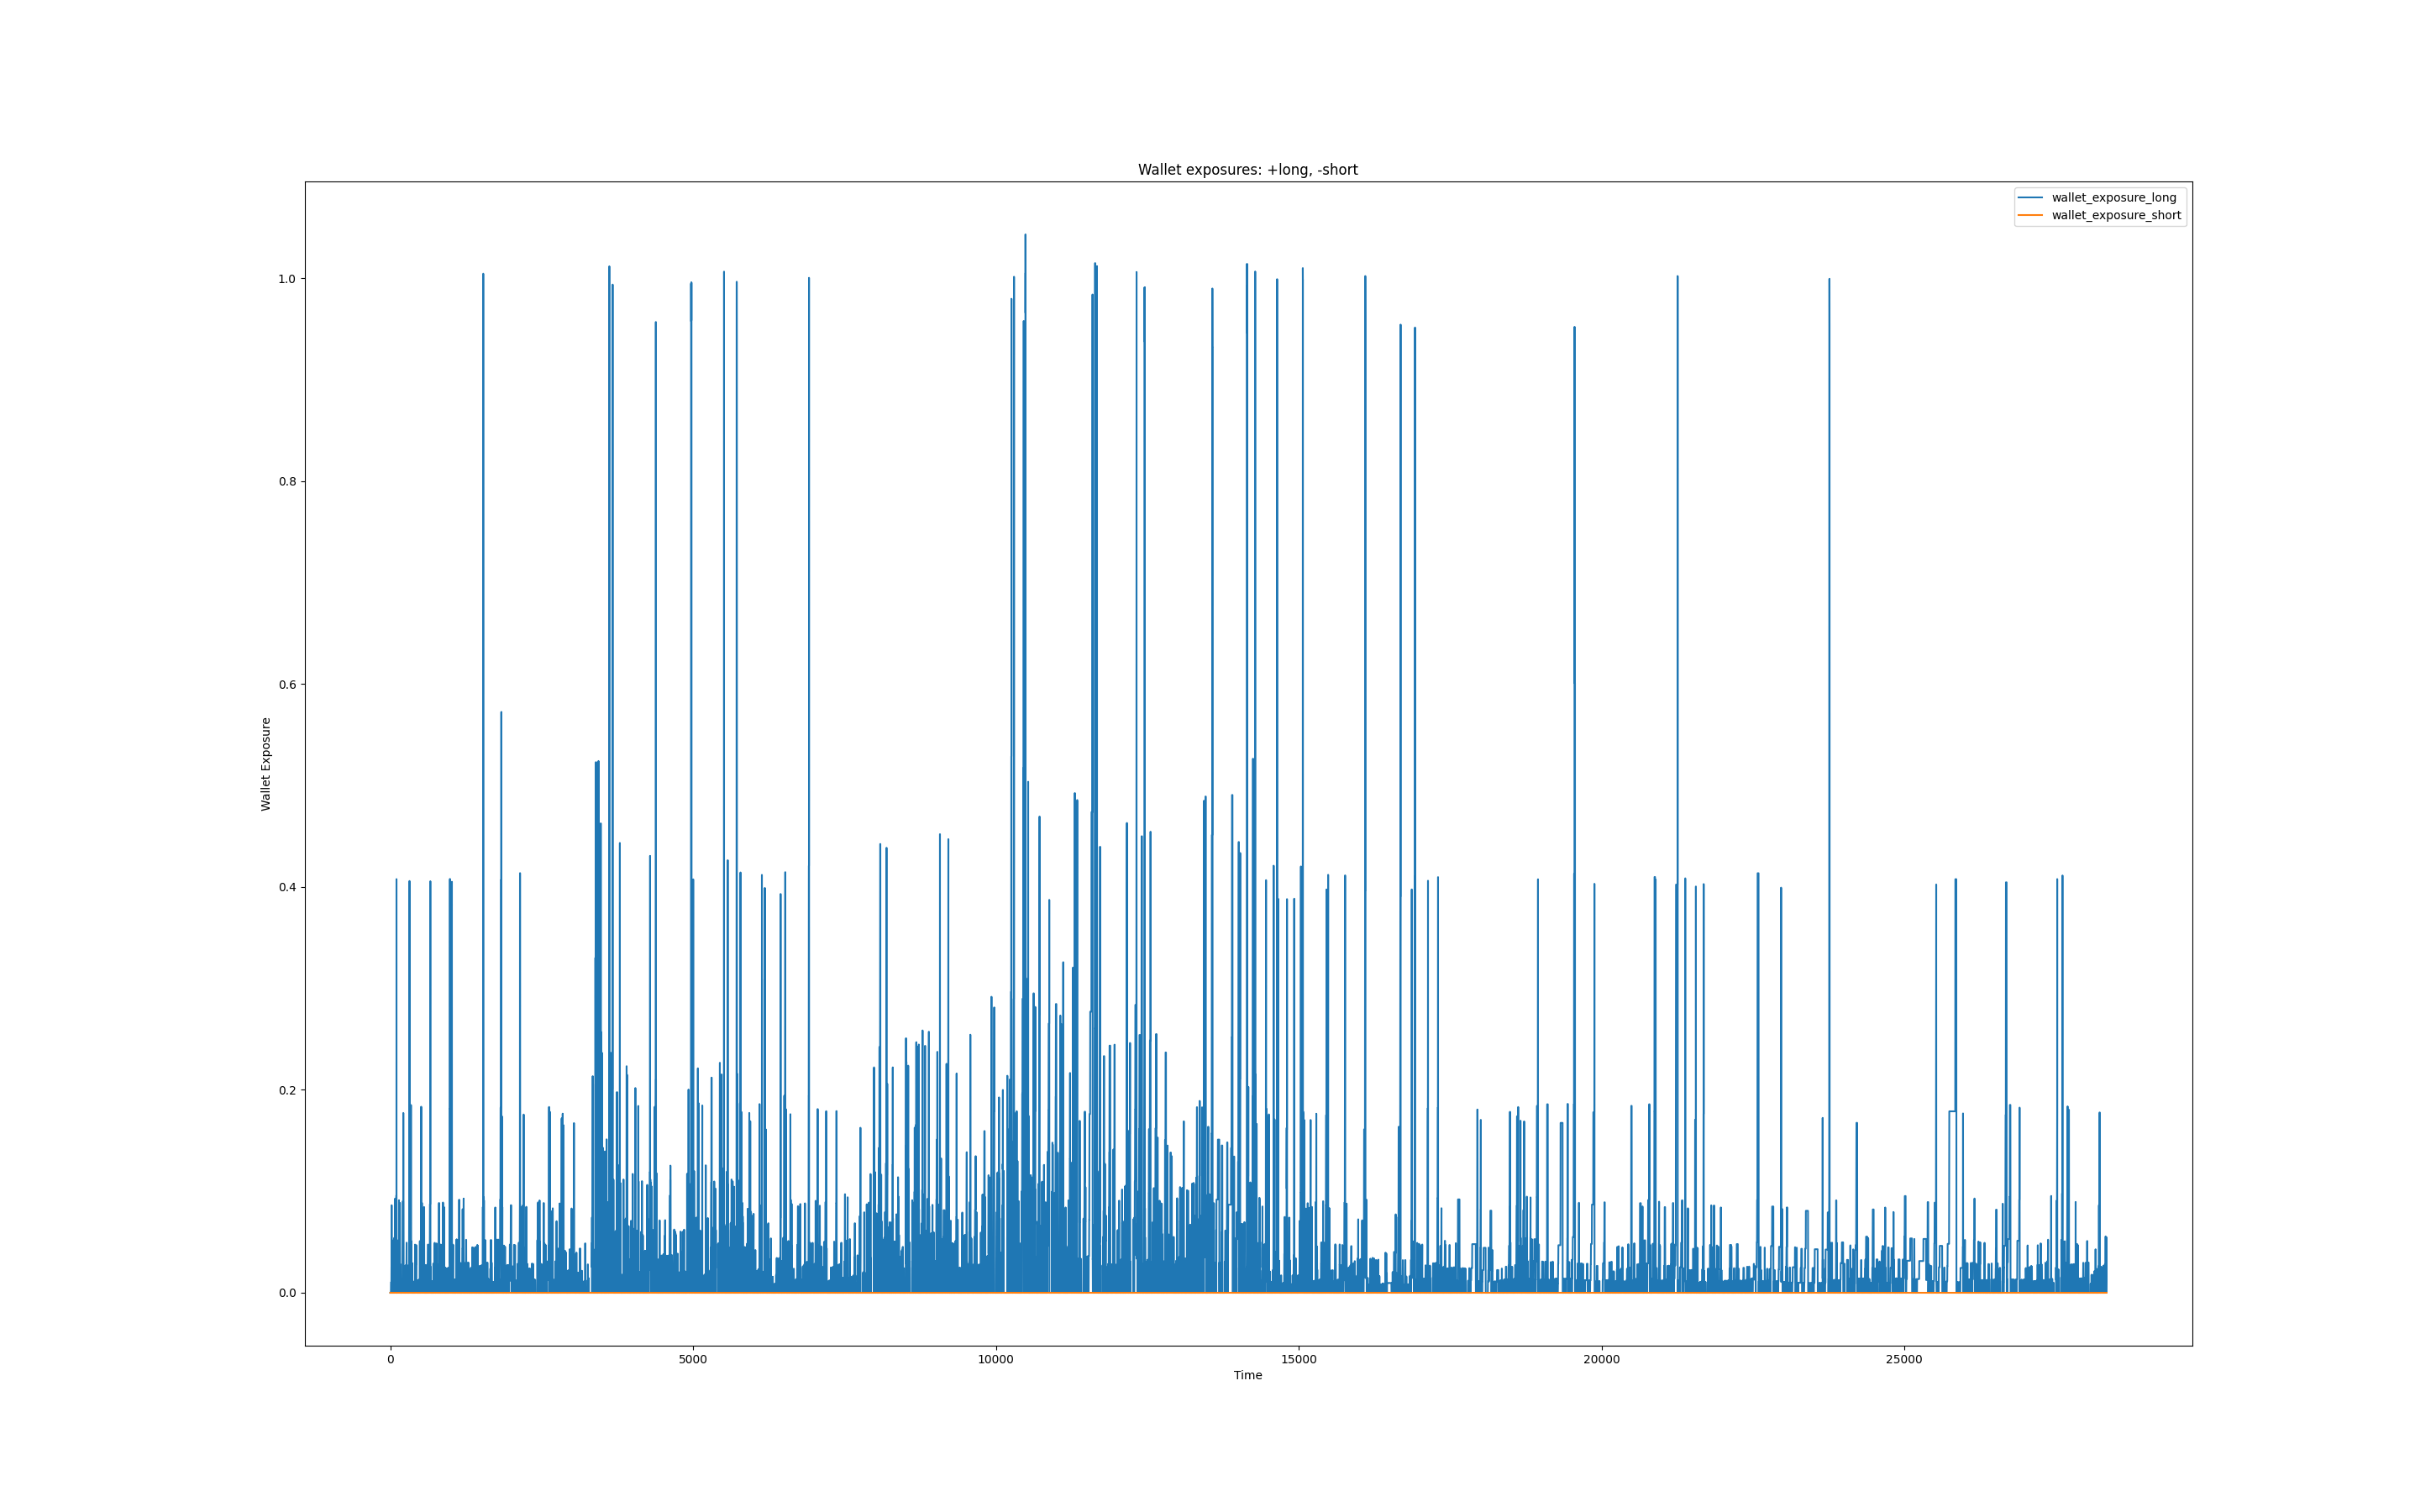 Wallet exposures: +long, -short
wallet_exposure_long
wallet_exposure_short
1.0
0.8
0.6
0.4
0.2
0.0
Wallet Exposure
0 5000 10000 15000 20000 25000
Time